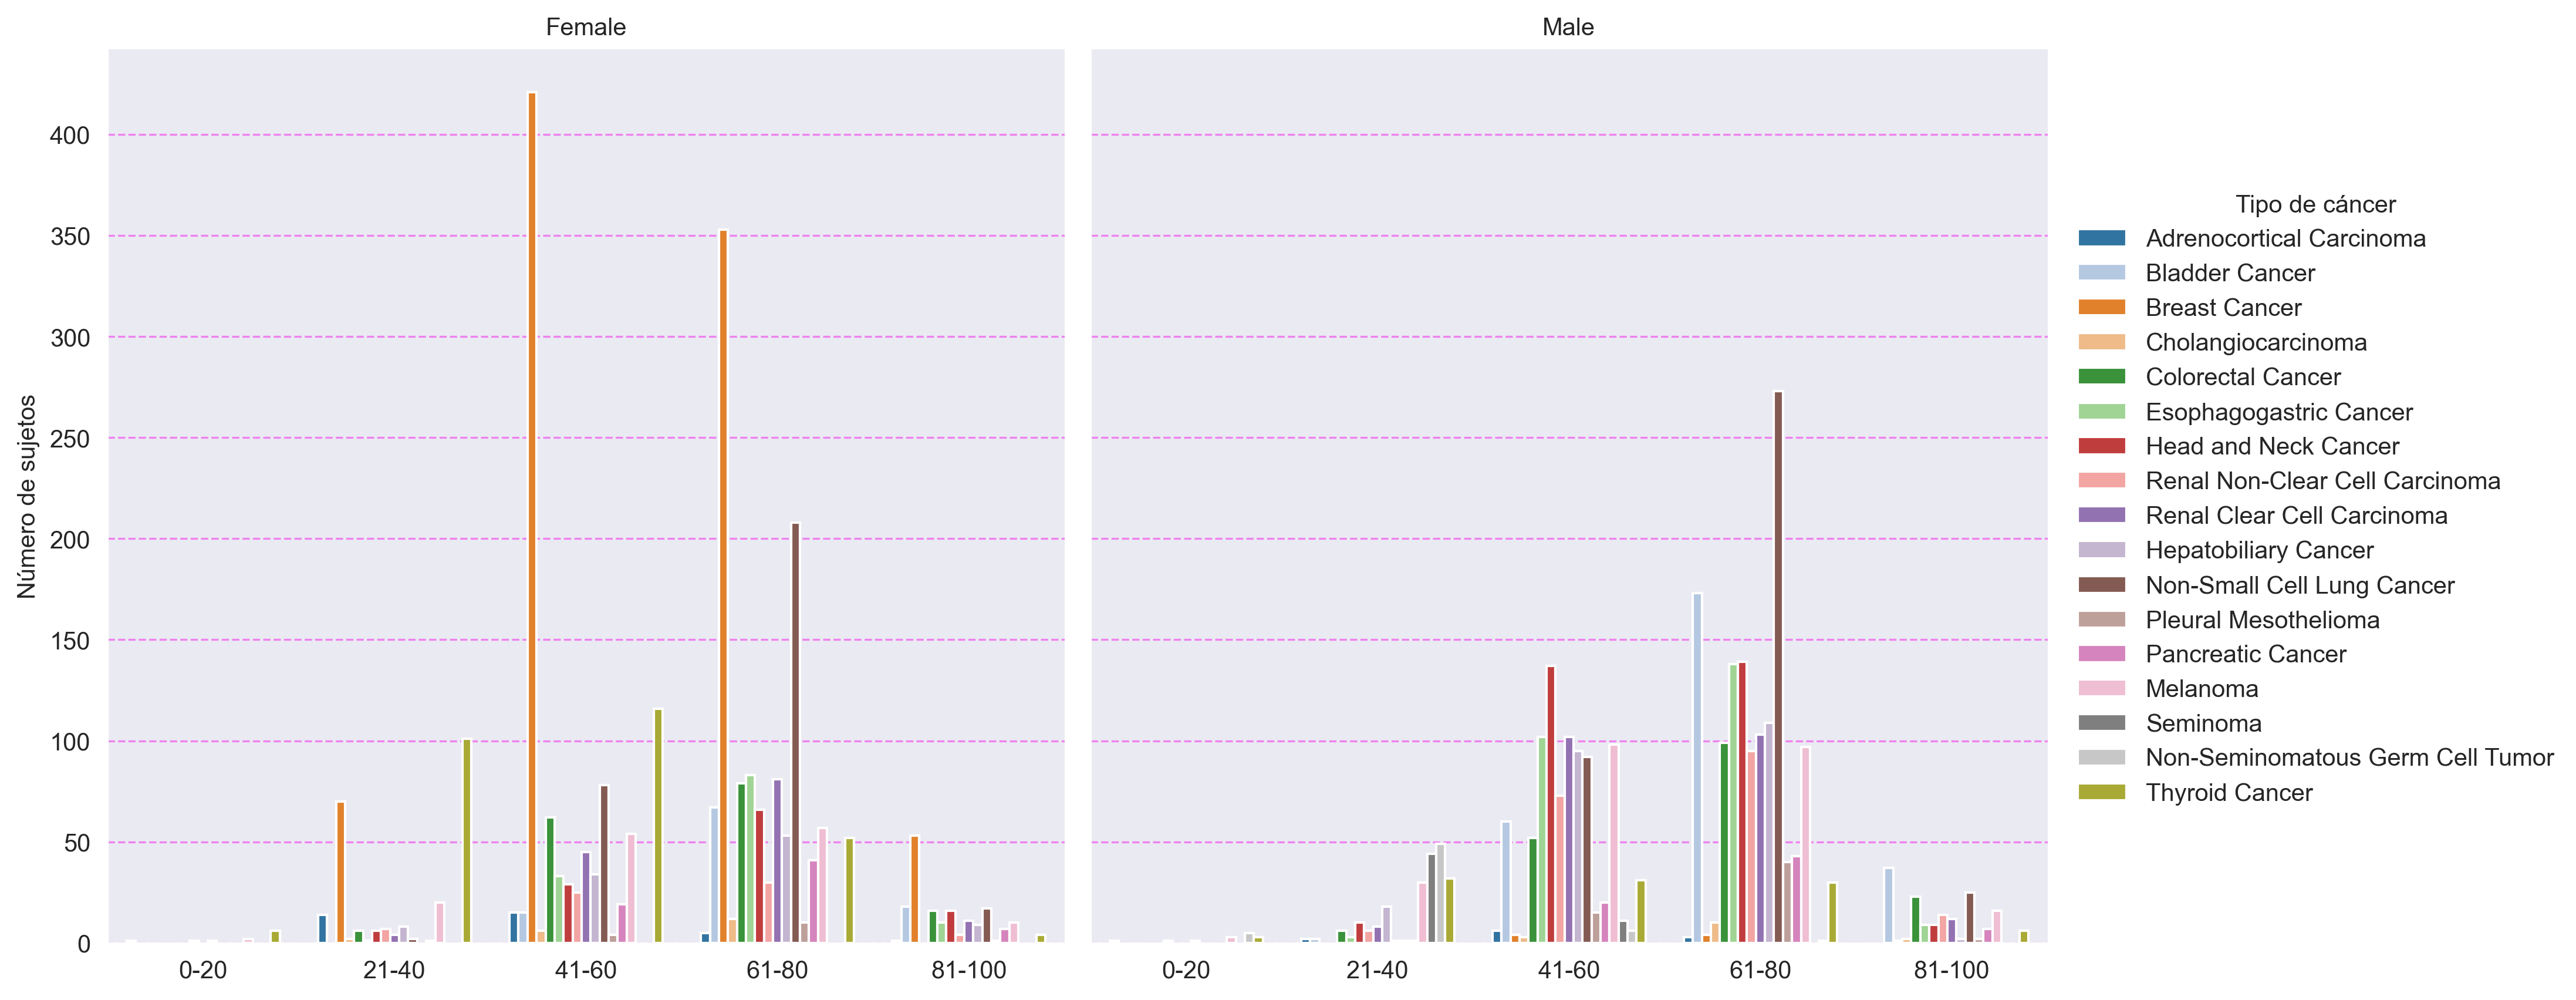 Female
Male
Número de sujetos
400
350
300
250
200
150
100
50
0
0-20
21-40
41-60
61-80
81-100
0-20
21-40
41-60
61-80
81-100
Tipo de cáncer
Adrenocortical Carcinoma
Bladder Cancer
Breast Cancer
Cholangiocarcinoma
Colorectal Cancer
Esophagogastric Cancer
Head and Neck Cancer
Renal Non-Clear Cell Carcinoma
Renal Clear Cell Carcinoma
Hepatobiliary Cancer
Non-Small Cell Lung Cancer
Pleural Mesothelioma
Pancreatic Cancer
Melanoma
Seminoma
Non-Seminomatous Germ Cell Tumor
Thyroid Cancer